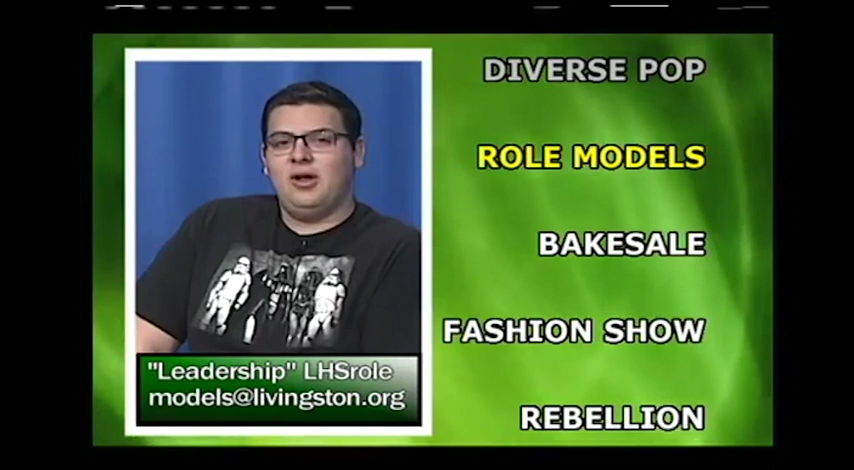 DIVERSE POP
ROLE MODELS
BAKESALE
FASHION SHOW
REBELLION
"Leadership" LHSrole
models@livingston.org